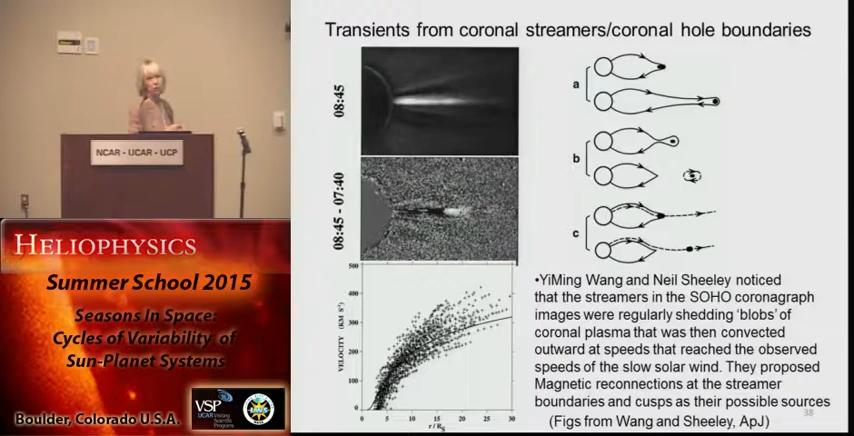 Transients from coronal streamers/coronal hole boundaries
08:45
08:45 - 07:40
500
400
300
200
100
0
VELOCITY (KM S⁻¹)
0 5 10 15 20 25 30
r / R_S
a
b
c
•YiMing Wang and Neil Sheeley noticed
that the streamers in the SOHO coronagraph
images were regularly shedding 'blobs' of
coronal plasma that was then convected
outward at speeds that reached the observed
speeds of the slow solar wind. They proposed
Magnetic reconnections at the streamer
boundaries and cusps as their possible sources
(Figs from Wang and Sheeley, ApJ)
38
NCAR - UCAR - UCP
HELIOPHYSICS
Summer School 2015
Seasons In Space:
Cycles of Variability of
Sun-Planet Systems
Boulder, Colorado U.S.A.
VSP
UCAR Visiting
Scientist
Programs